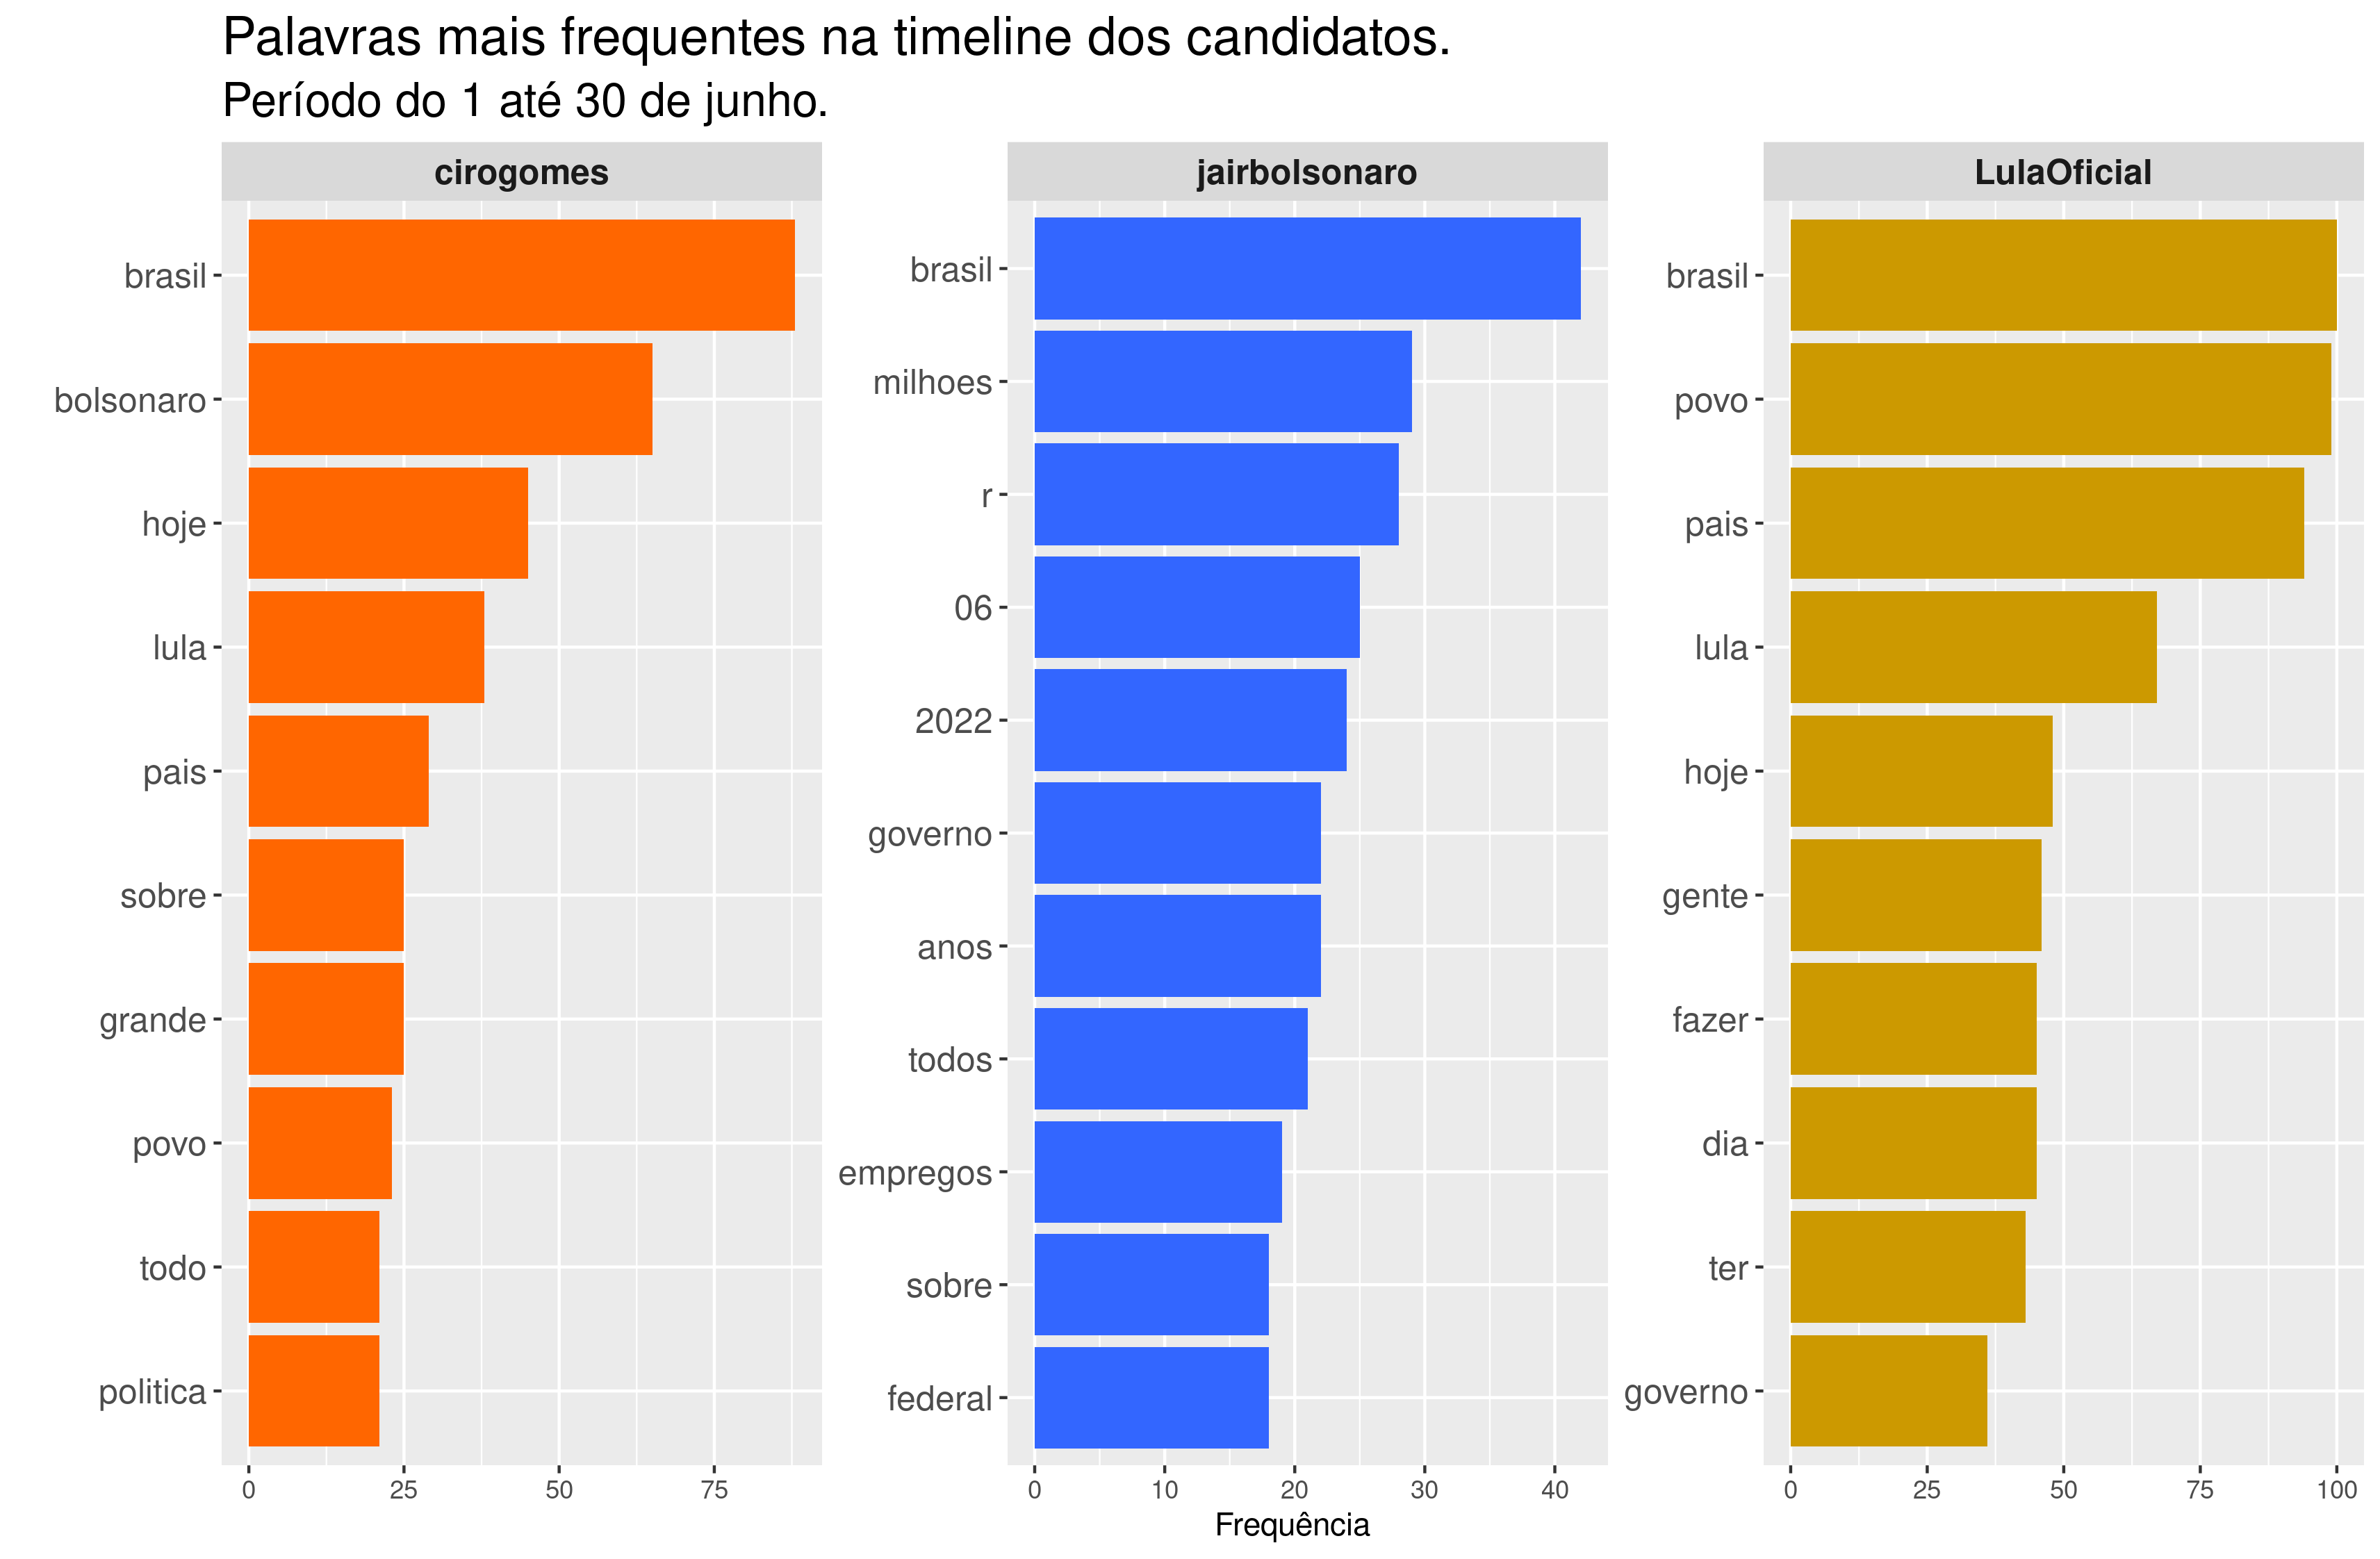 Palavras mais frequentes na timeline dos candidatos.
Período do 1 até 30 de junho.
cirogomes
brasil
bolsonaro
hoje
lula
pais
sobre
grande
povo
todo
politica
0 25 50 75
jairbolsonaro
brasil
milhoes
r
06
2022
governo
anos
todos
empregos
sobre
federal
0 10 20 30 40
LulaOficial
brasil
povo
pais
lula
hoje
gente
fazer
dia
ter
governo
0 25 50 75 100
Frequência